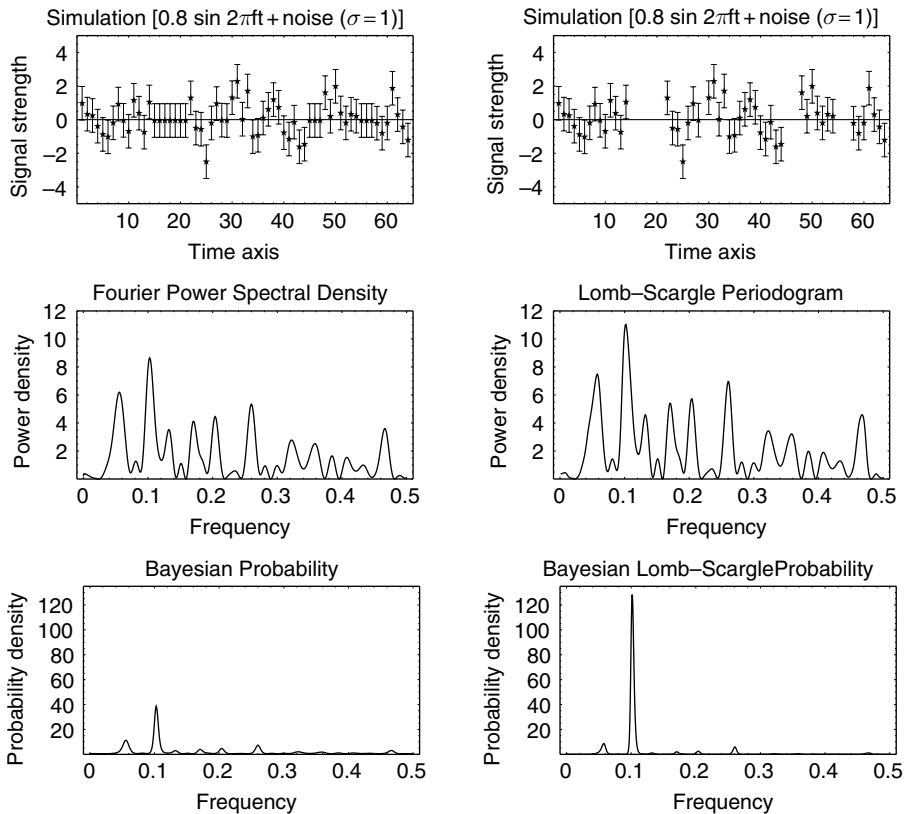 Simulation [0.8 sin 2πft + noise (σ = 1)]
Signal strength
4
2
0
−2
−4
10 20 30 40 50 60
Time axis
Simulation [0.8 sin 2πft + noise (σ = 1)]
Signal strength
4
2
0
−2
−4
10 20 30 40 50 60
Time axis
Fourier Power Spectral Density
Power density
12
10
8
6
4
2
0 0.1 0.2 0.3 0.4 0.5
Frequency
Lomb–Scargle Periodogram
Power density
12
10
8
6
4
2
0 0.1 0.2 0.3 0.4 0.5
Frequency
Bayesian Probability
Probability density
120
100
80
60
40
20
0 0.1 0.2 0.3 0.4 0.5
Frequency
Bayesian Lomb–ScargleProbability
Probability density
120
100
80
60
40
20
0 0.1 0.2 0.3 0.4 0.5
Frequency